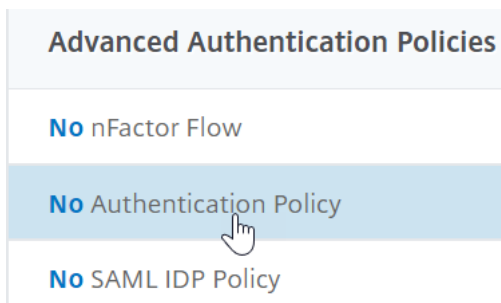 Advanced Authentication Policies
No nFactor Flow
No Authentication Policy
No SAML IDP Policy